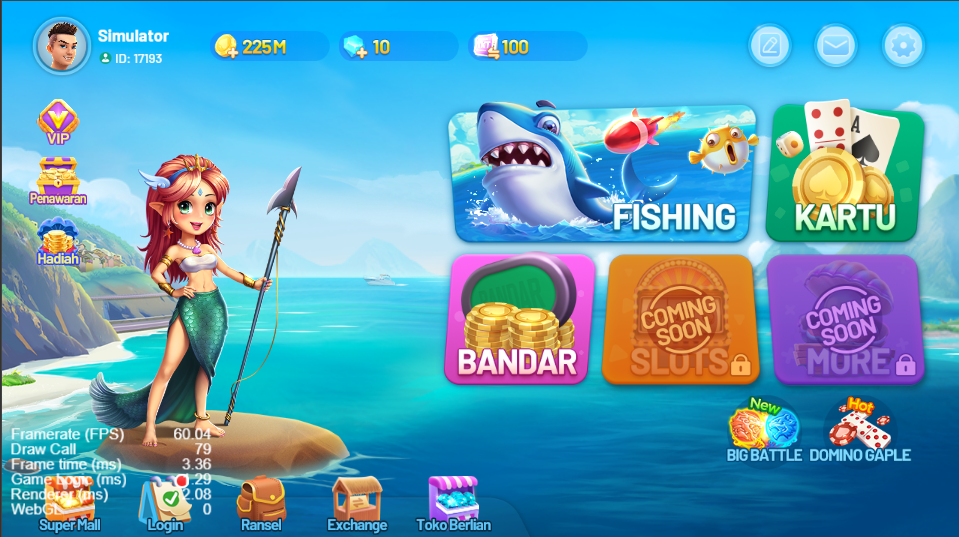 Simulator
ID: 17193
225M
10
100
VIP
Penawaran
Hadiah
FISHING
KARTU
A
BANDAR
BANDAR
COMING
SOON
SLOTS
COMING
SOON
MORE
New
BIG BATTLE
Hot
DOMINO GAPLE
Framerate (FPS) 60.04
Draw Call 79
Frame time (ms) 3.36
Game Logic (ms) 1.29
Renderer (ms) 2.08
WebGL 0
Super Mall
Login
Ransel
Exchange
Toko Berlian